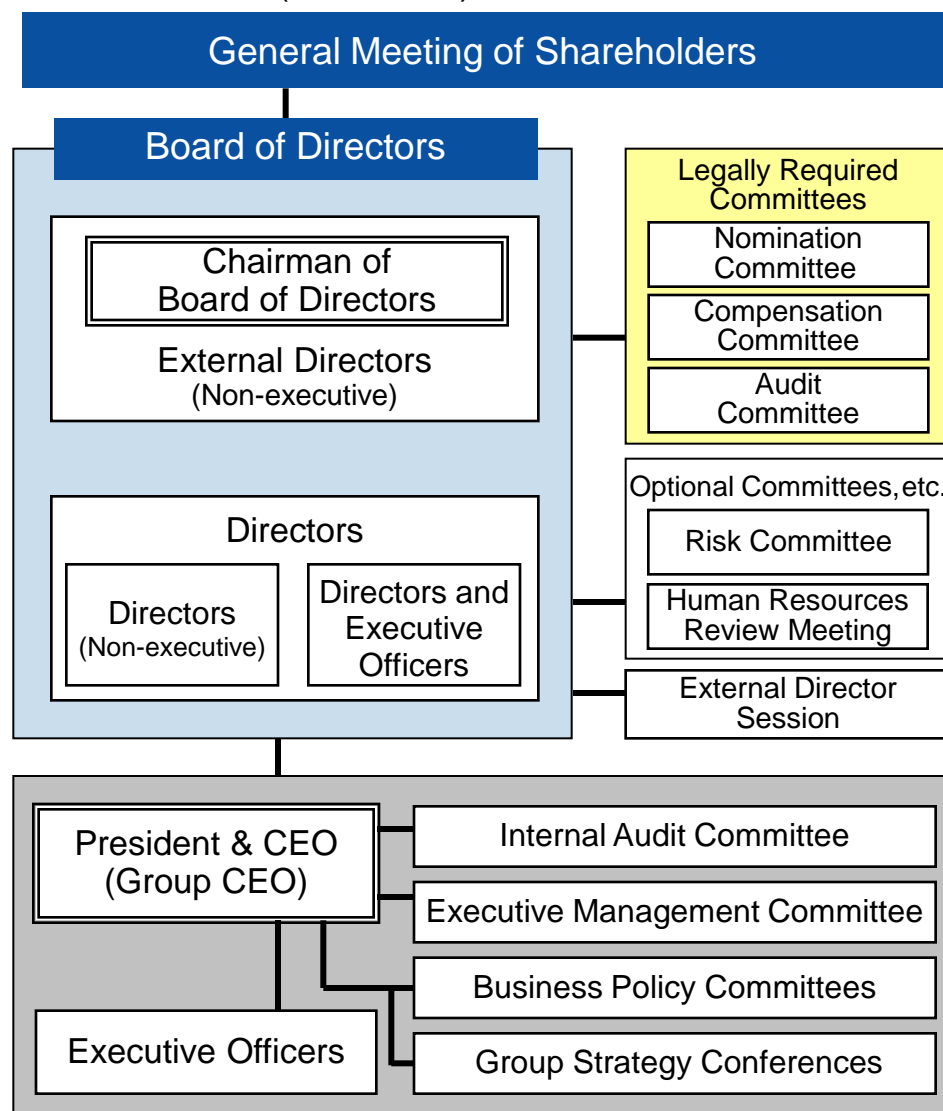 General Meeting of Shareholders
Board of Directors
Chairman of
Board of Directors
External Directors
(Non-executive)
Legally Required
Committees
Nomination
Committee
Compensation
Committee
Audit
Committee
Directors
Directors
(Non-executive)
Directors and
Executive
Officers
Optional Committees, etc.
Risk Committee
Human Resources
Review Meeting
External Director
Session
President & CEO
(Group CEO)
Internal Audit Committee
Executive Management Committee
Business Policy Committees
Group Strategy Conferences
Executive Officers